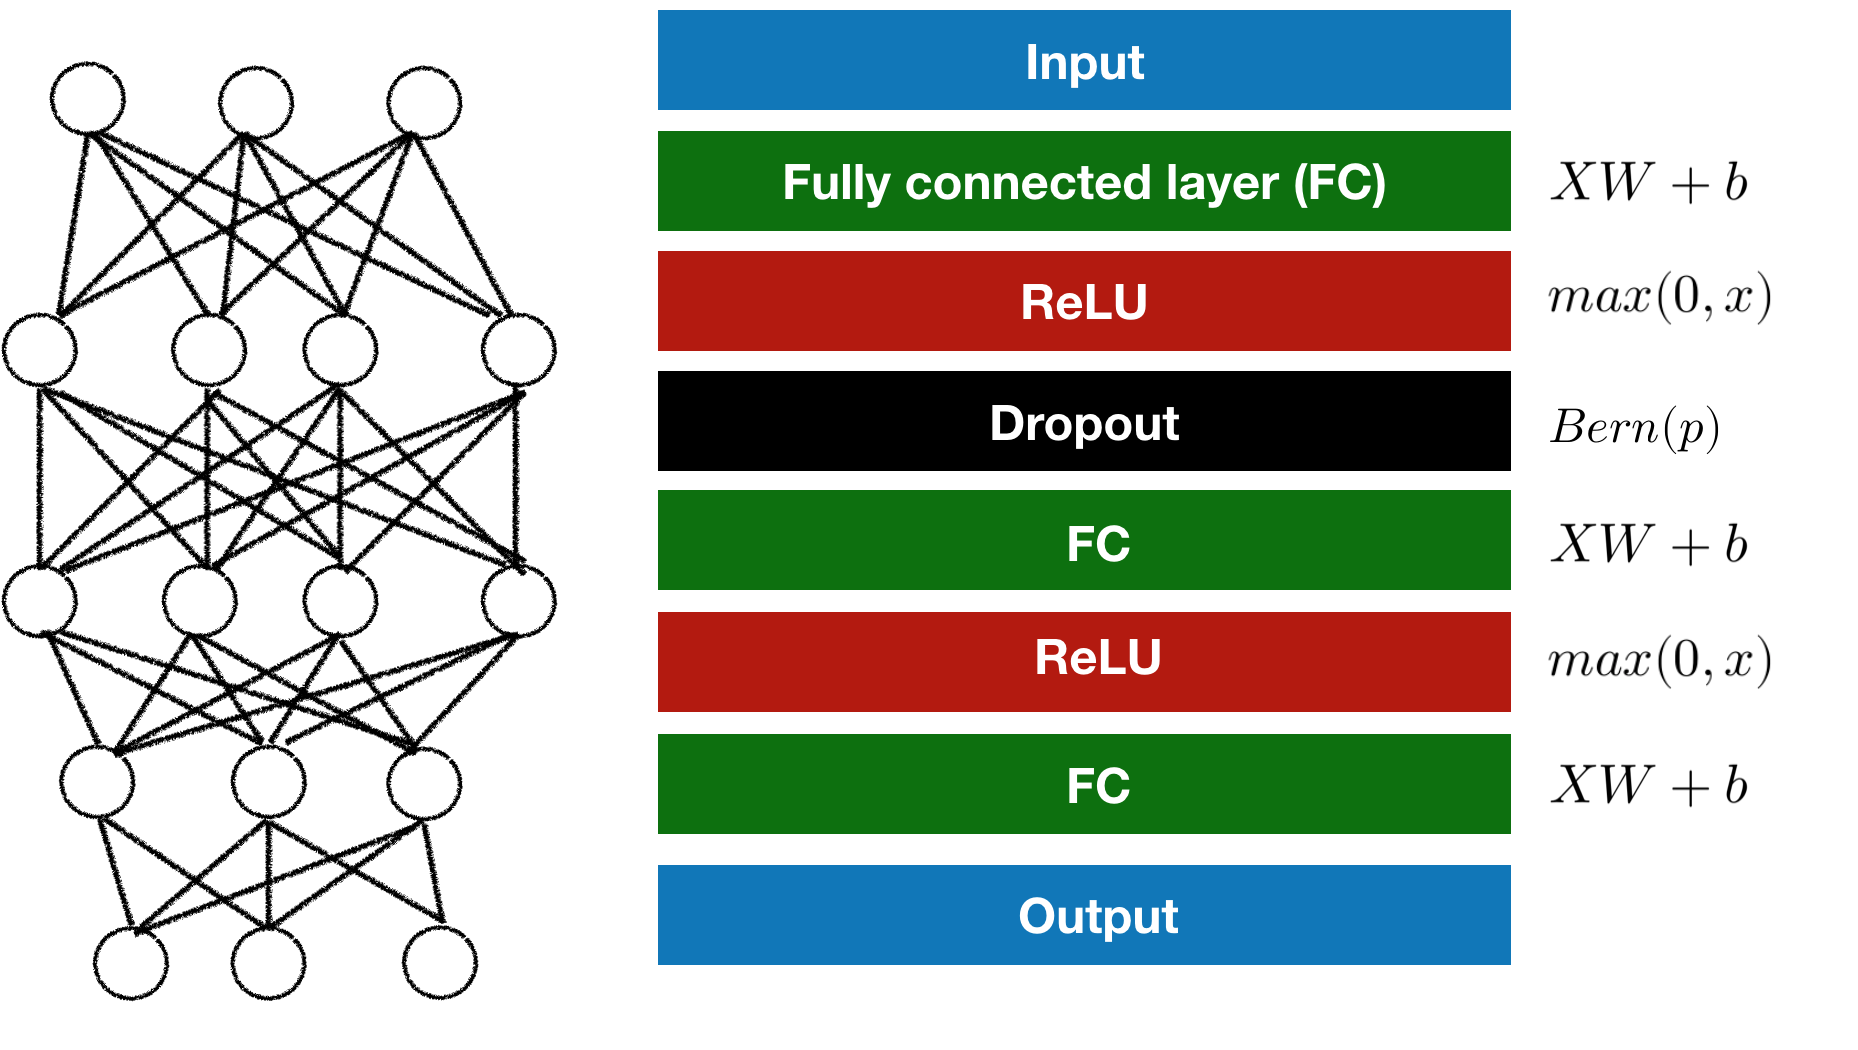 Input
Fully connected layer (FC)
XW + b
ReLU
max(0, x)
Dropout
Bern(p)
FC
XW + b
ReLU
max(0, x)
FC
XW + b
Output